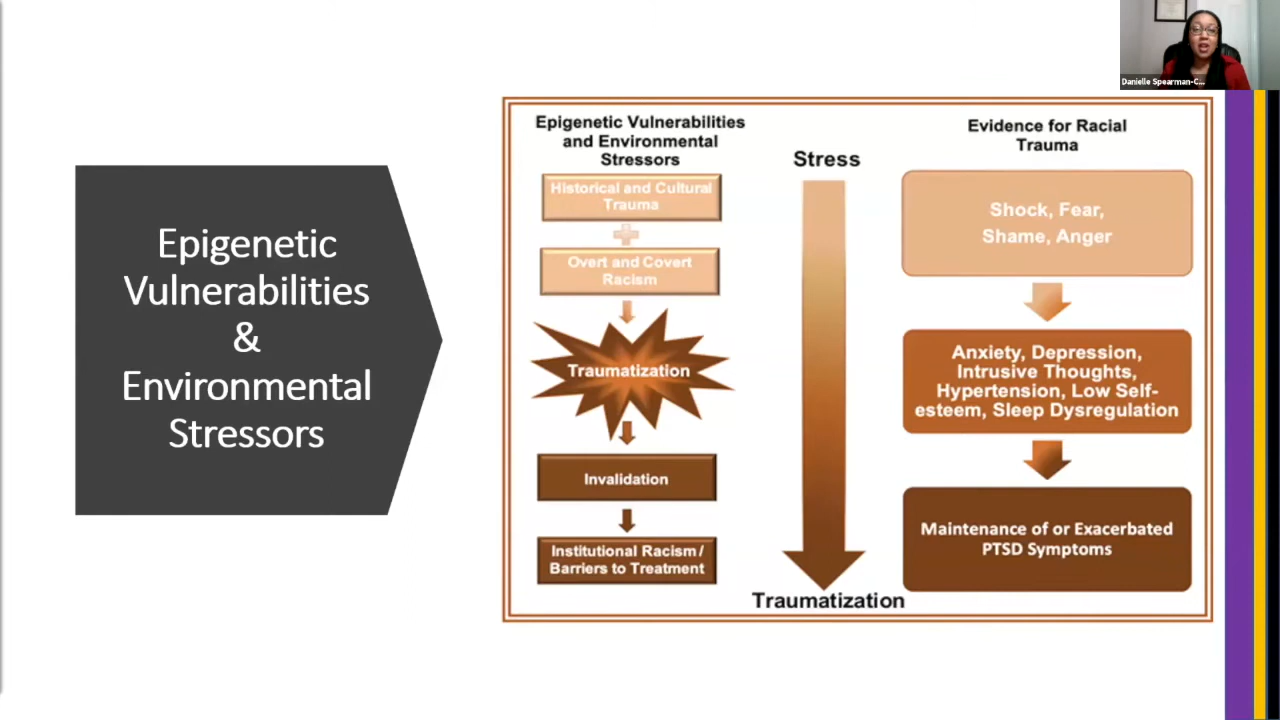 Danielle Spearman-C...
Epigenetic
Vulnerabilities
&
Environmental
Stressors
Epigenetic Vulnerabilities
and Environmental
Stressors
Historical and Cultural
Trauma
Overt and Covert
Racism
Traumatization
Invalidation
Institutional Racism /
Barriers to Treatment
Stress
Traumatization
Evidence for Racial
Trauma
Shock, Fear,
Shame, Anger
Anxiety, Depression,
Intrusive Thoughts,
Hypertension, Low Self-
esteem, Sleep Dysregulation
Maintenance of or Exacerbated
PTSD Symptoms